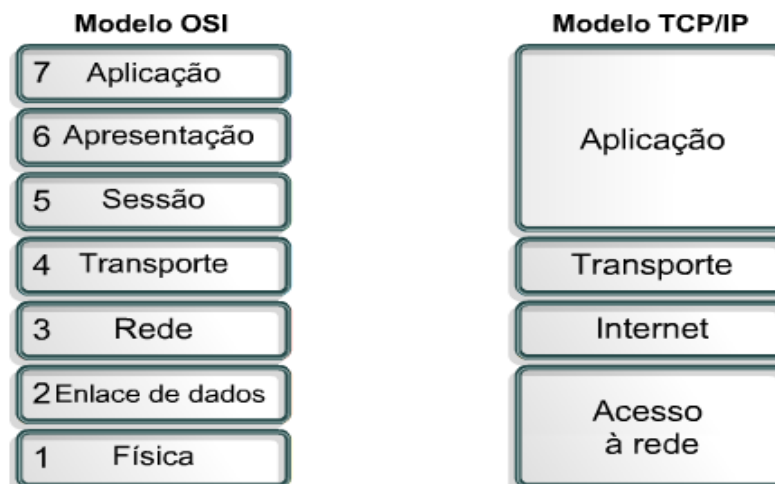 Modelo OSI
7 Aplicação
6 Apresentação
5 Sessão
4 Transporte
3 Rede
2 Enlace de dados
1 Física
Modelo TCP/IP
Aplicação
Transporte
Internet
Acesso
à rede